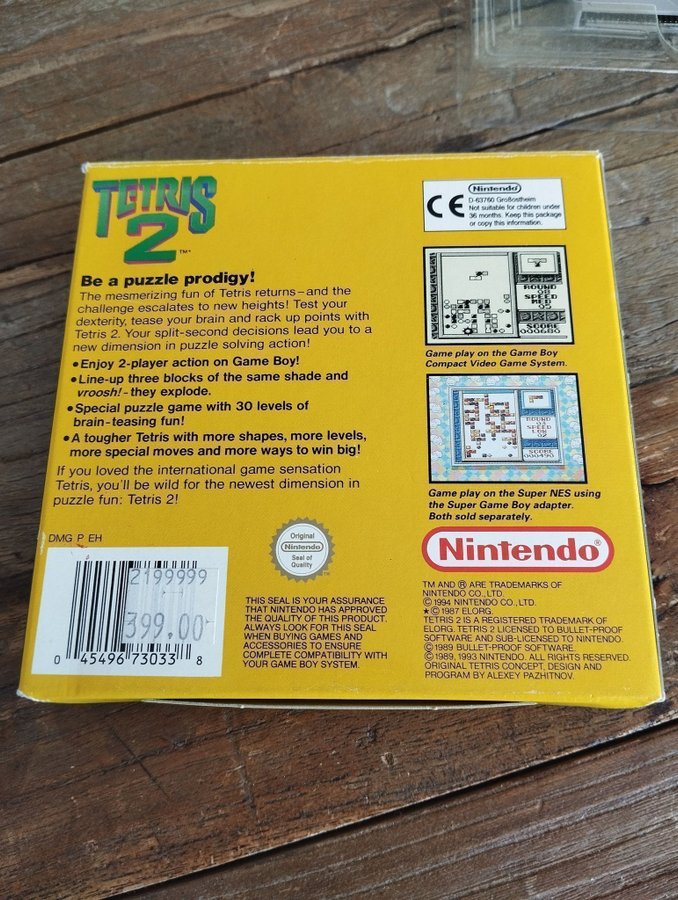 TETRIS
2
™*
Be a puzzle prodigy!
The mesmerizing fun of Tetris returns – and the
challenge escalates to new heights! Test your
dexterity, tease your brain and rack up points with
Tetris 2. Your split-second decisions lead you to a
new dimension in puzzle solving action!
• Enjoy 2-player action on Game Boy!
• Line-up three blocks of the same shade and
vroosh! - they explode.
• Special puzzle game with 30 levels of
brain-teasing fun!
• A tougher Tetris with more shapes, more levels,
more special moves and more ways to win big!
If you loved the international game sensation
Tetris, you'll be wild for the newest dimension in
puzzle fun: Tetris 2!
DMG P EH
2199999
399.00
0 45496 73033 8
Original
Nintendo
Seal of
Quality
THIS SEAL IS YOUR ASSURANCE
THAT NINTENDO HAS APPROVED
THE QUALITY OF THIS PRODUCT.
ALWAYS LOOK FOR THIS SEAL
WHEN BUYING GAMES AND
ACCESSORIES TO ENSURE
COMPLETE COMPATIBILITY WITH
YOUR GAME BOY SYSTEM.
CE
Nintendo
D-63760 Großostheim
Not suitable for children under
36 months. Keep this package
or copy this information.
ROUND
08
SPEED
MED
03
SCORE
000680
Game play on the Game Boy
Compact Video Game System.
ROUND
03
SPEED
LOW
02
SCORE
000490
Game play on the Super NES using
the Super Game Boy adapter.
Both sold separately.
Nintendo®
TM AND ® ARE TRADEMARKS OF
NINTENDO CO., LTD.
© 1994 NINTENDO CO., LTD.
★ © 1987 ELORG.
TETRIS 2 IS A REGISTERED TRADEMARK OF
ELORG. TETRIS 2 LICENSED TO BULLET-PROOF
SOFTWARE AND SUB-LICENSED TO NINTENDO.
© 1989 BULLET-PROOF SOFTWARE.
© 1989, 1993 NINTENDO. ALL RIGHTS RESERVED.
ORIGINAL TETRIS CONCEPT, DESIGN AND
PROGRAM BY ALEXEY PAZHITNOV.